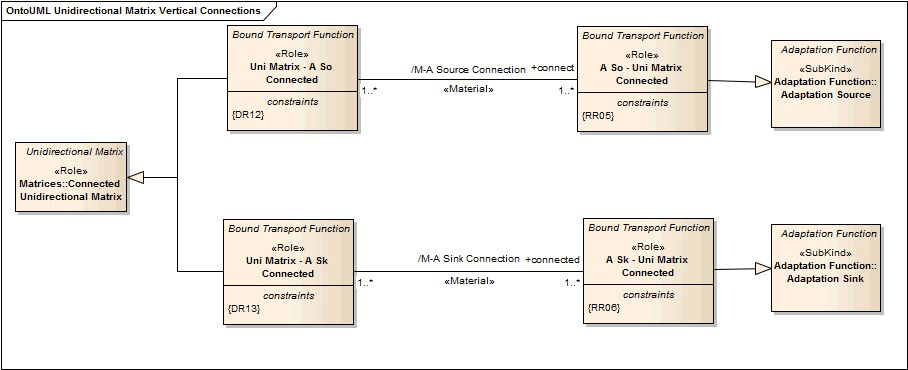 OntoUML Unidirectional Matrix Vertical Connections
Bound Transport Function
«Role»
Uni Matrix - A So
Connected
constraints
{DR12}
/M-A Source Connection
+connect
«Material»
1..*
1..*
Bound Transport Function
«Role»
A So - Uni Matrix
Connected
constraints
{RR05}
Adaptation Function
«SubKind»
Adaptation Function::
Adaptation Source
Unidirectional Matrix
«Role»
Matrices::Connected
Unidirectional Matrix
Bound Transport Function
«Role»
Uni Matrix - A Sk
Connected
constraints
{DR13}
/M-A Sink Connection
+connected
«Material»
1..*
1..*
Bound Transport Function
«Role»
A Sk - Uni Matrix
Connected
constraints
{RR06}
Adaptation Function
«SubKind»
Adaptation Function::
Adaptation Sink